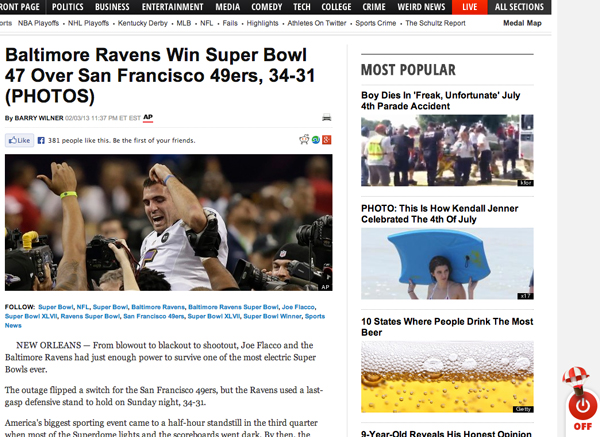 RONT PAGE POLITICS BUSINESS ENTERTAINMENT MEDIA COMEDY TECH COLLEGE CRIME WEIRD NEWS LIVE ALL SECTIONS
orts • NBA Playoffs • NHL Playoffs • Kentucky Derby • MLB • NFL • Fails • Highlights • Athletes On Twitter • Sports Crime • The Schultz Report Medal Map
Baltimore Ravens Win Super Bowl
47 Over San Francisco 49ers, 34-31
(PHOTOS)
By BARRY WILNER 02/03/13 11:37 PM ET EST AP
Like 381 people like this. Be the first of your friends.
AP
FOLLOW: Super Bowl, NFL, Super Bowl, Baltimore Ravens, Baltimore Ravens Super Bowl, Joe Flacco,
Super Bowl XLVII, Ravens Super Bowl, San Francisco 49ers, Super Bowl XLVII, Super Bowl Winner, Sports
News
NEW ORLEANS — From blowout to blackout to shootout, Joe Flacco and the
Baltimore Ravens had just enough power to survive one of the most electric Super
Bowls ever.
The outage flipped a switch for the San Francisco 49ers, but the Ravens used a last-
gasp defensive stand to hold on Sunday night, 34-31.
America's biggest sporting event came to a half-hour standstill in the third quarter
when most of the Superdome lights and the scoreboards went dark. By then, the
MOST POPULAR
Boy Dies In 'Freak, Unfortunate' July
4th Parade Accident
kfor
PHOTO: This Is How Kendall Jenner
Celebrated The 4th Of July
x17
10 States Where People Drink The Most
Beer
Getty
9-Year-Old Reveals His Honest Opinion
OFF